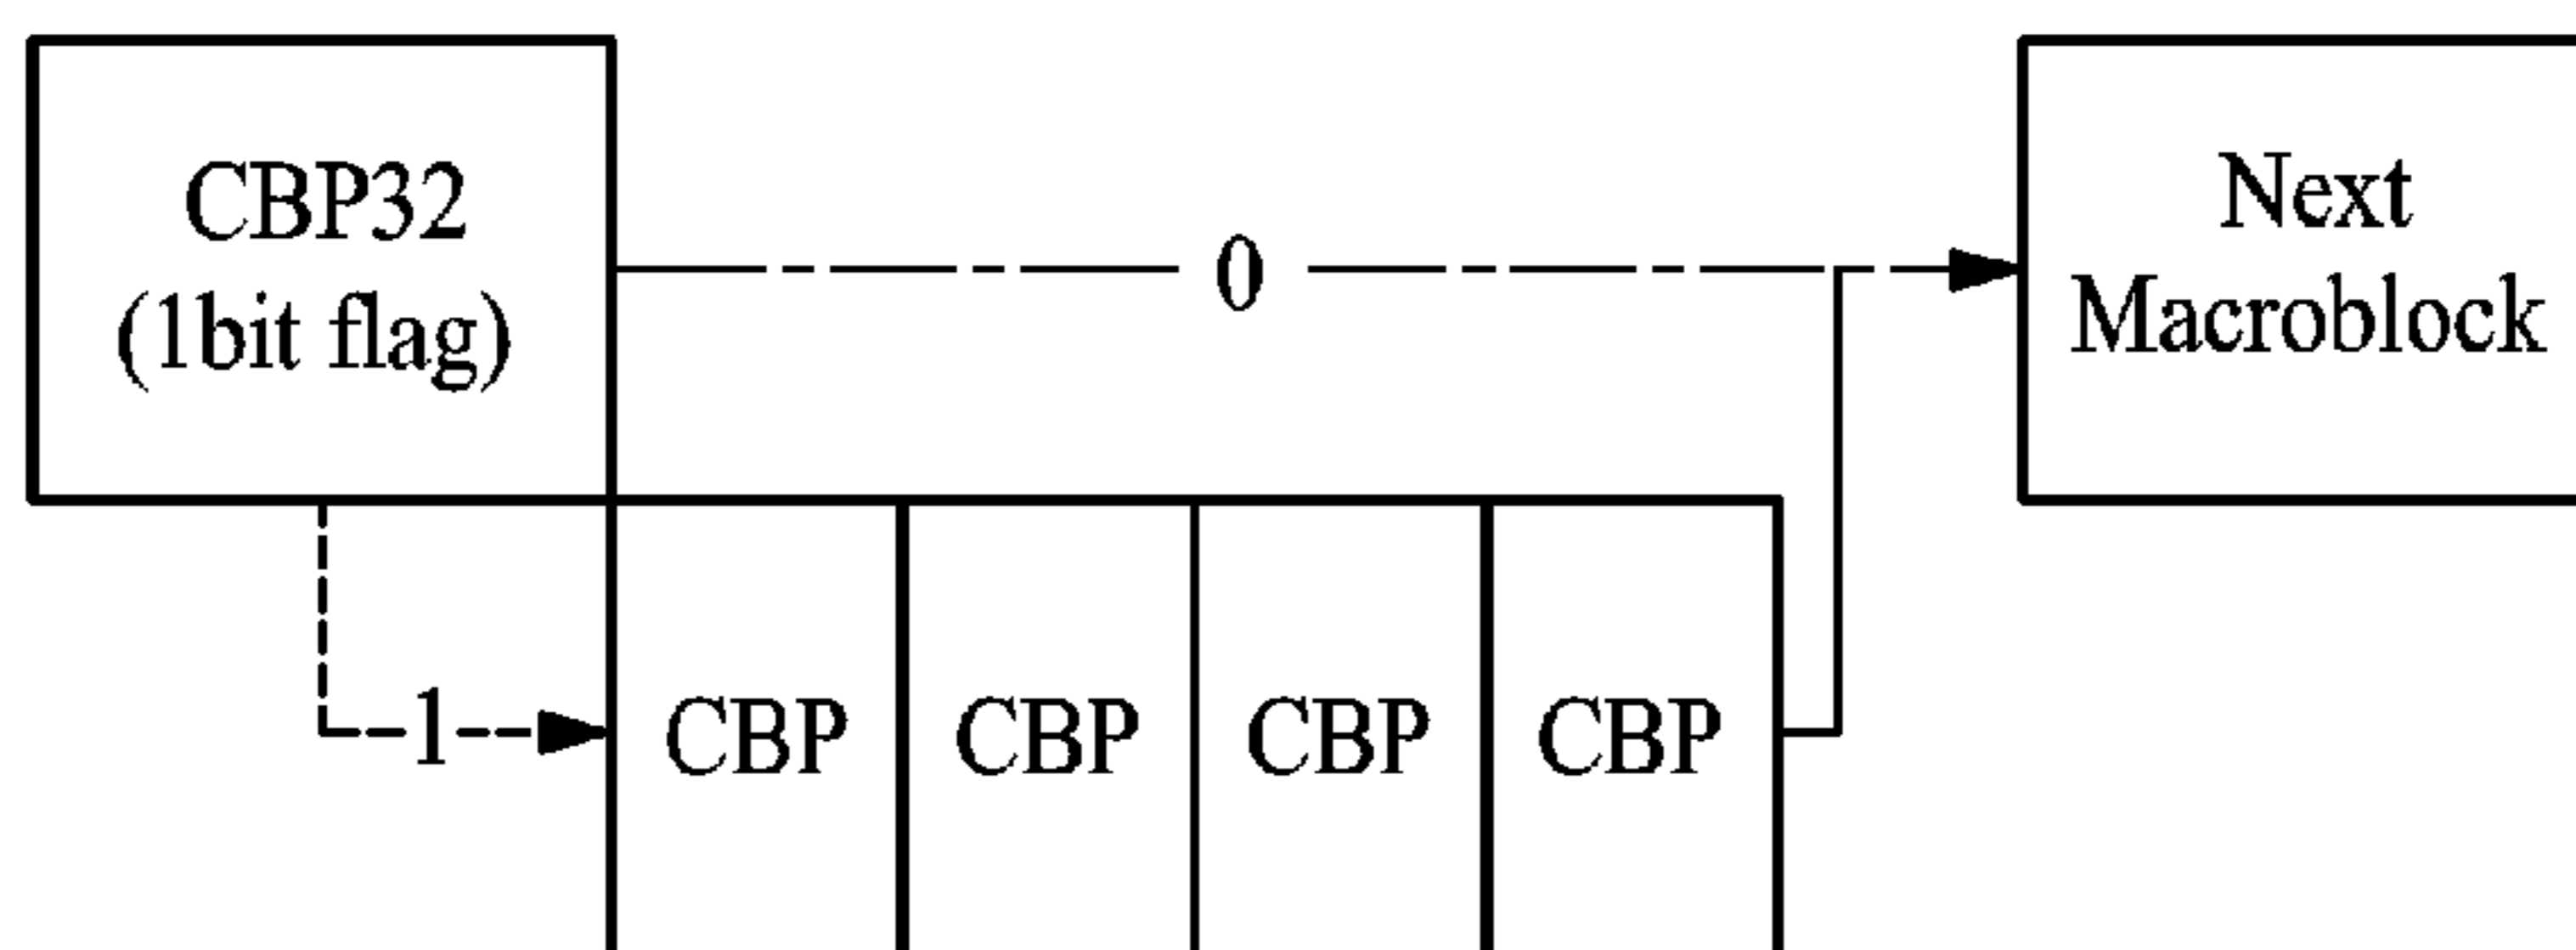 CBP32
(1bit flag)
0
Next
Macroblock
1
CBP
CBP
CBP
CBP